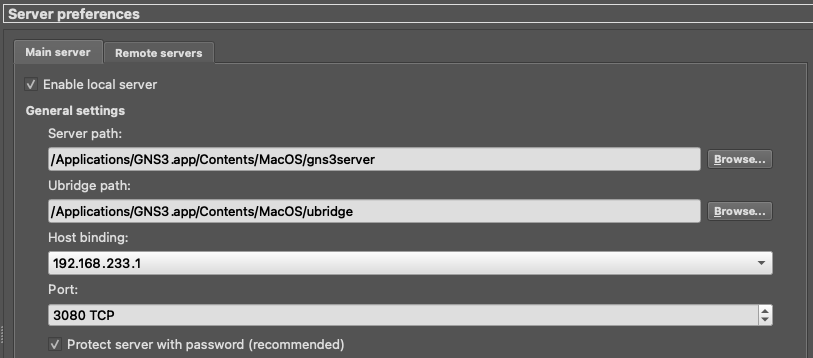 Server preferences
Main server
Remote servers
Enable local server
General settings
Server path:
/Applications/GNS3.app/Contents/MacOS/gns3server
Browse...
Ubridge path:
/Applications/GNS3.app/Contents/MacOS/ubridge
Browse...
Host binding:
192.168.233.1
Port:
3080 TCP
Protect server with password (recommended)